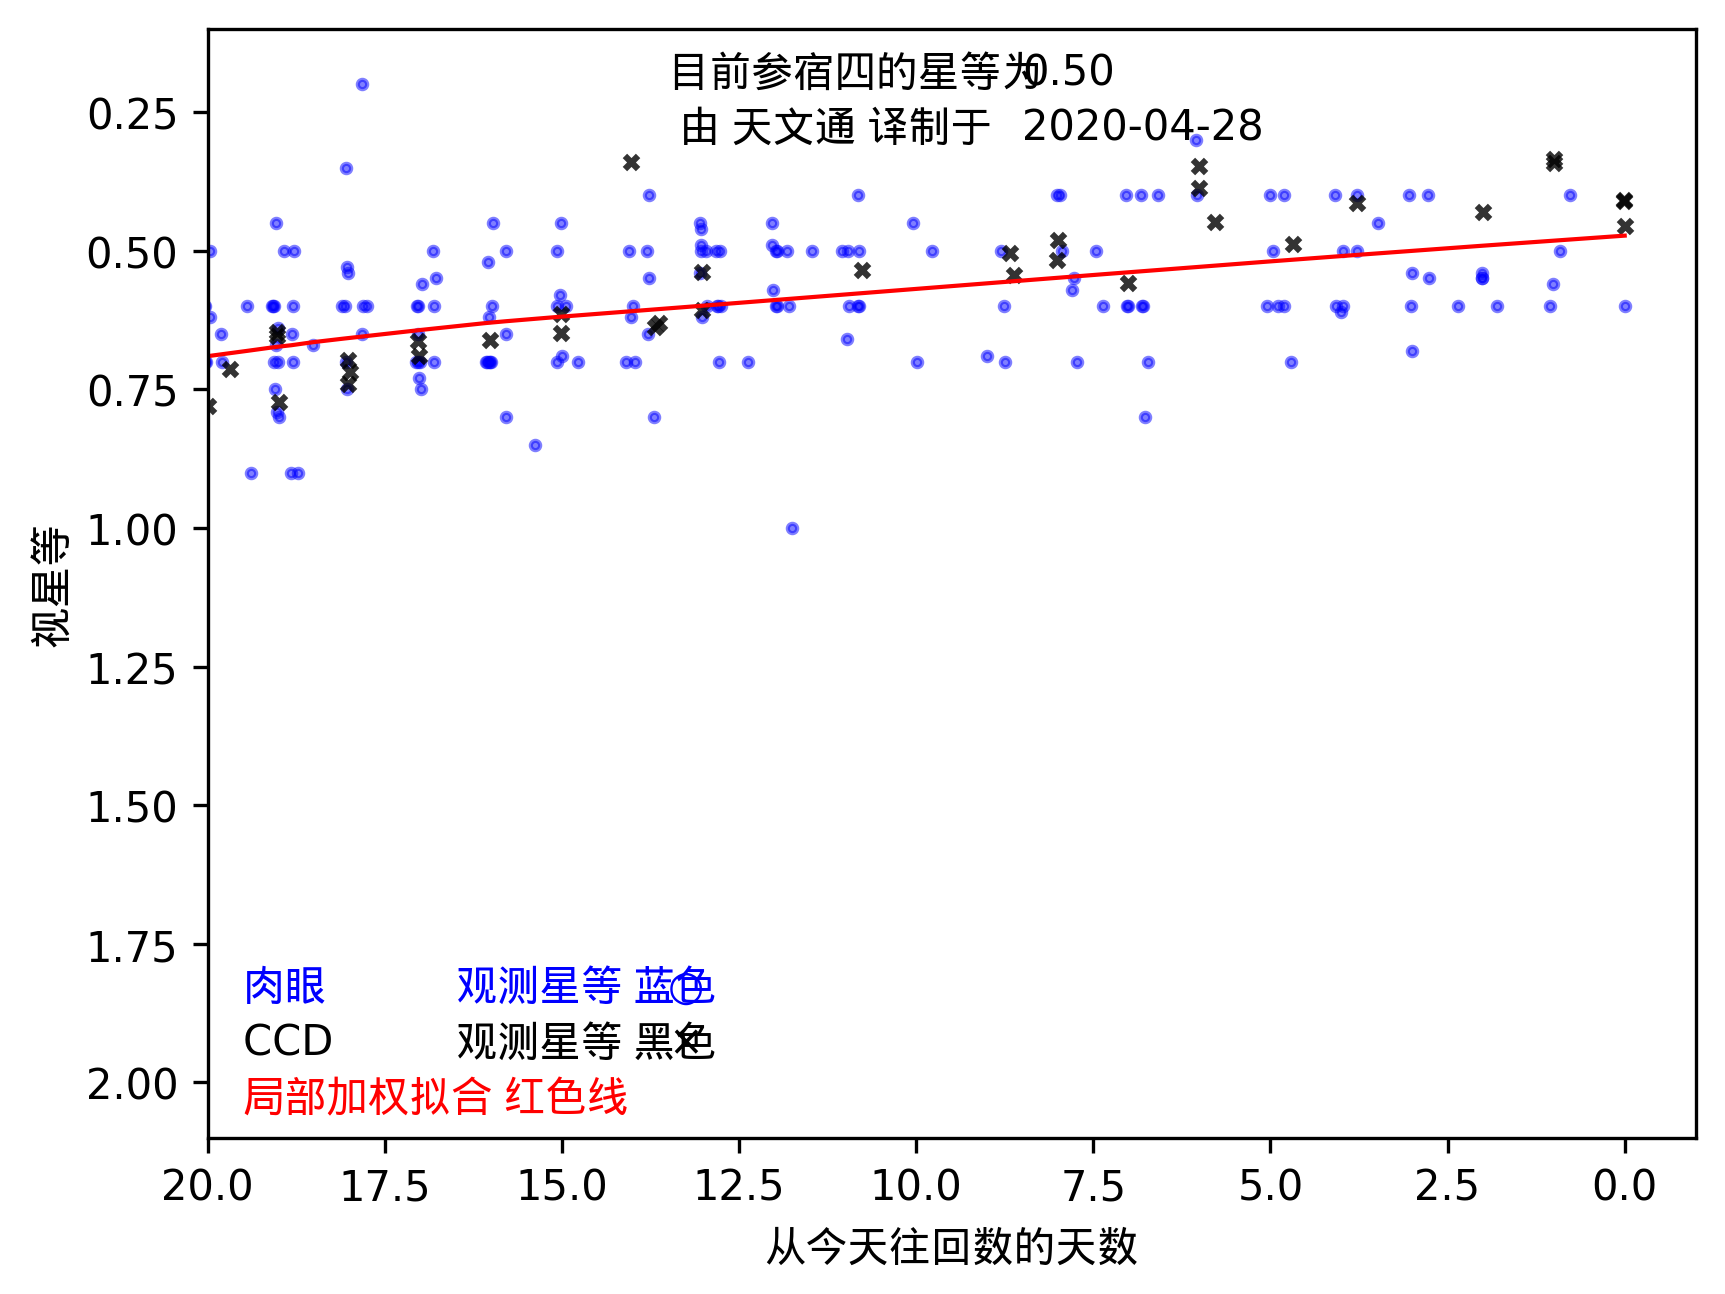 目前参宿四的星等为0.50
由 天文通 译制于 2020-04-28
0.25
0.50
0.75
1.00
1.25
1.50
1.75
2.00
视星等
肉眼 观测星等 蓝色
CCD 观测星等 黑色
局部加权拟合 红色线
20.0 17.5 15.0 12.5 10.0 7.5 5.0 2.5 0.0
从今天往回数的天数